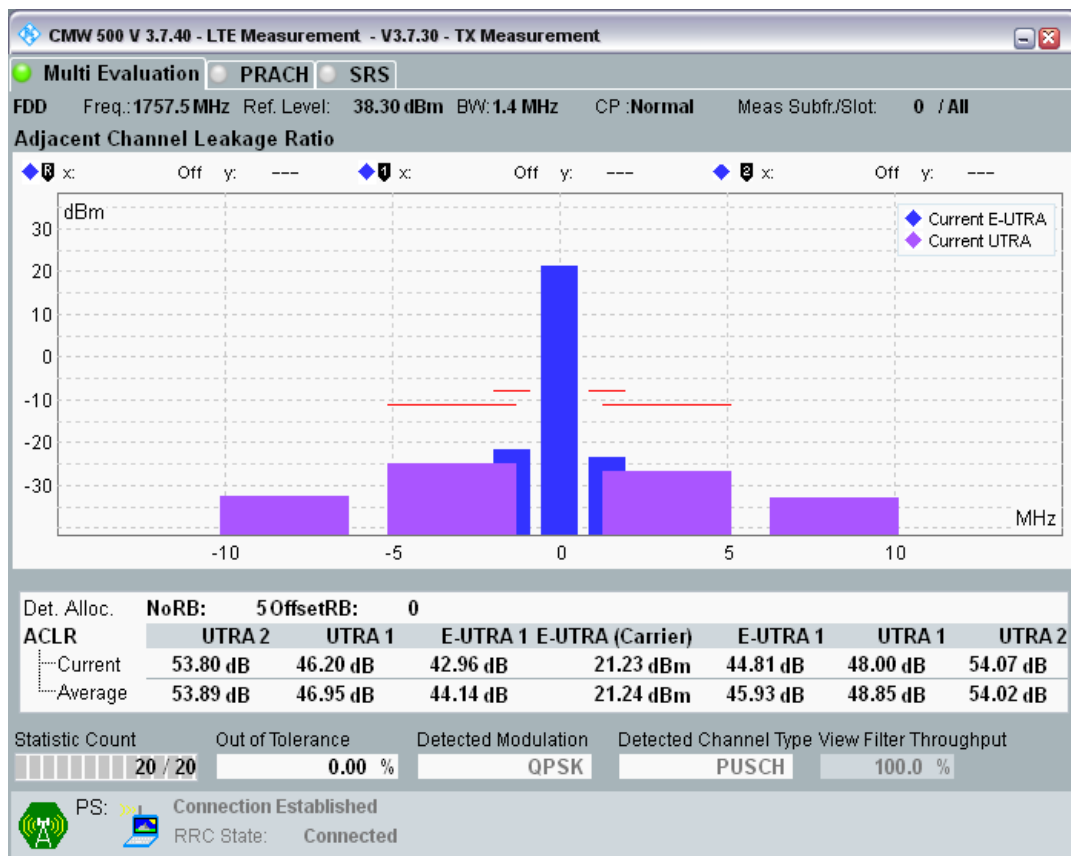 CMW 500 V 3.7.40 - LTE Measurement - V3.7.30 - TX Measurement
Multi Evaluation PRACH SRS
FDD Freq.: 1757.5 MHz Ref. Level: 38.30 dBm BW: 1.4 MHz CP : Normal Meas Subfr./Slot: 0 / All
Adjacent Channel Leakage Ratio
R x: Off y: --- 1 x: Off y: --- 2 x: Off y: ---
dBm
Current E-UTRA
Current UTRA
30
20
10
0
-10
-20
-30
MHz
-10 -5 0 5 10
Det. Alloc. NoRB: 5 OffsetRB: 0
ACLR UTRA 2 UTRA 1 E-UTRA 1 E-UTRA (Carrier) E-UTRA 1 UTRA 1 UTRA 2
Current 53.80 dB 46.20 dB 42.96 dB 21.23 dBm 44.81 dB 48.00 dB 54.07 dB
Average 53.89 dB 46.95 dB 44.14 dB 21.24 dBm 45.93 dB 48.85 dB 54.02 dB
Statistic Count Out of Tolerance Detected Modulation Detected Channel Type View Filter Throughput
20 / 20 0.00 % QPSK PUSCH 100.0 %
PS: Connection Established
RRC State: Connected